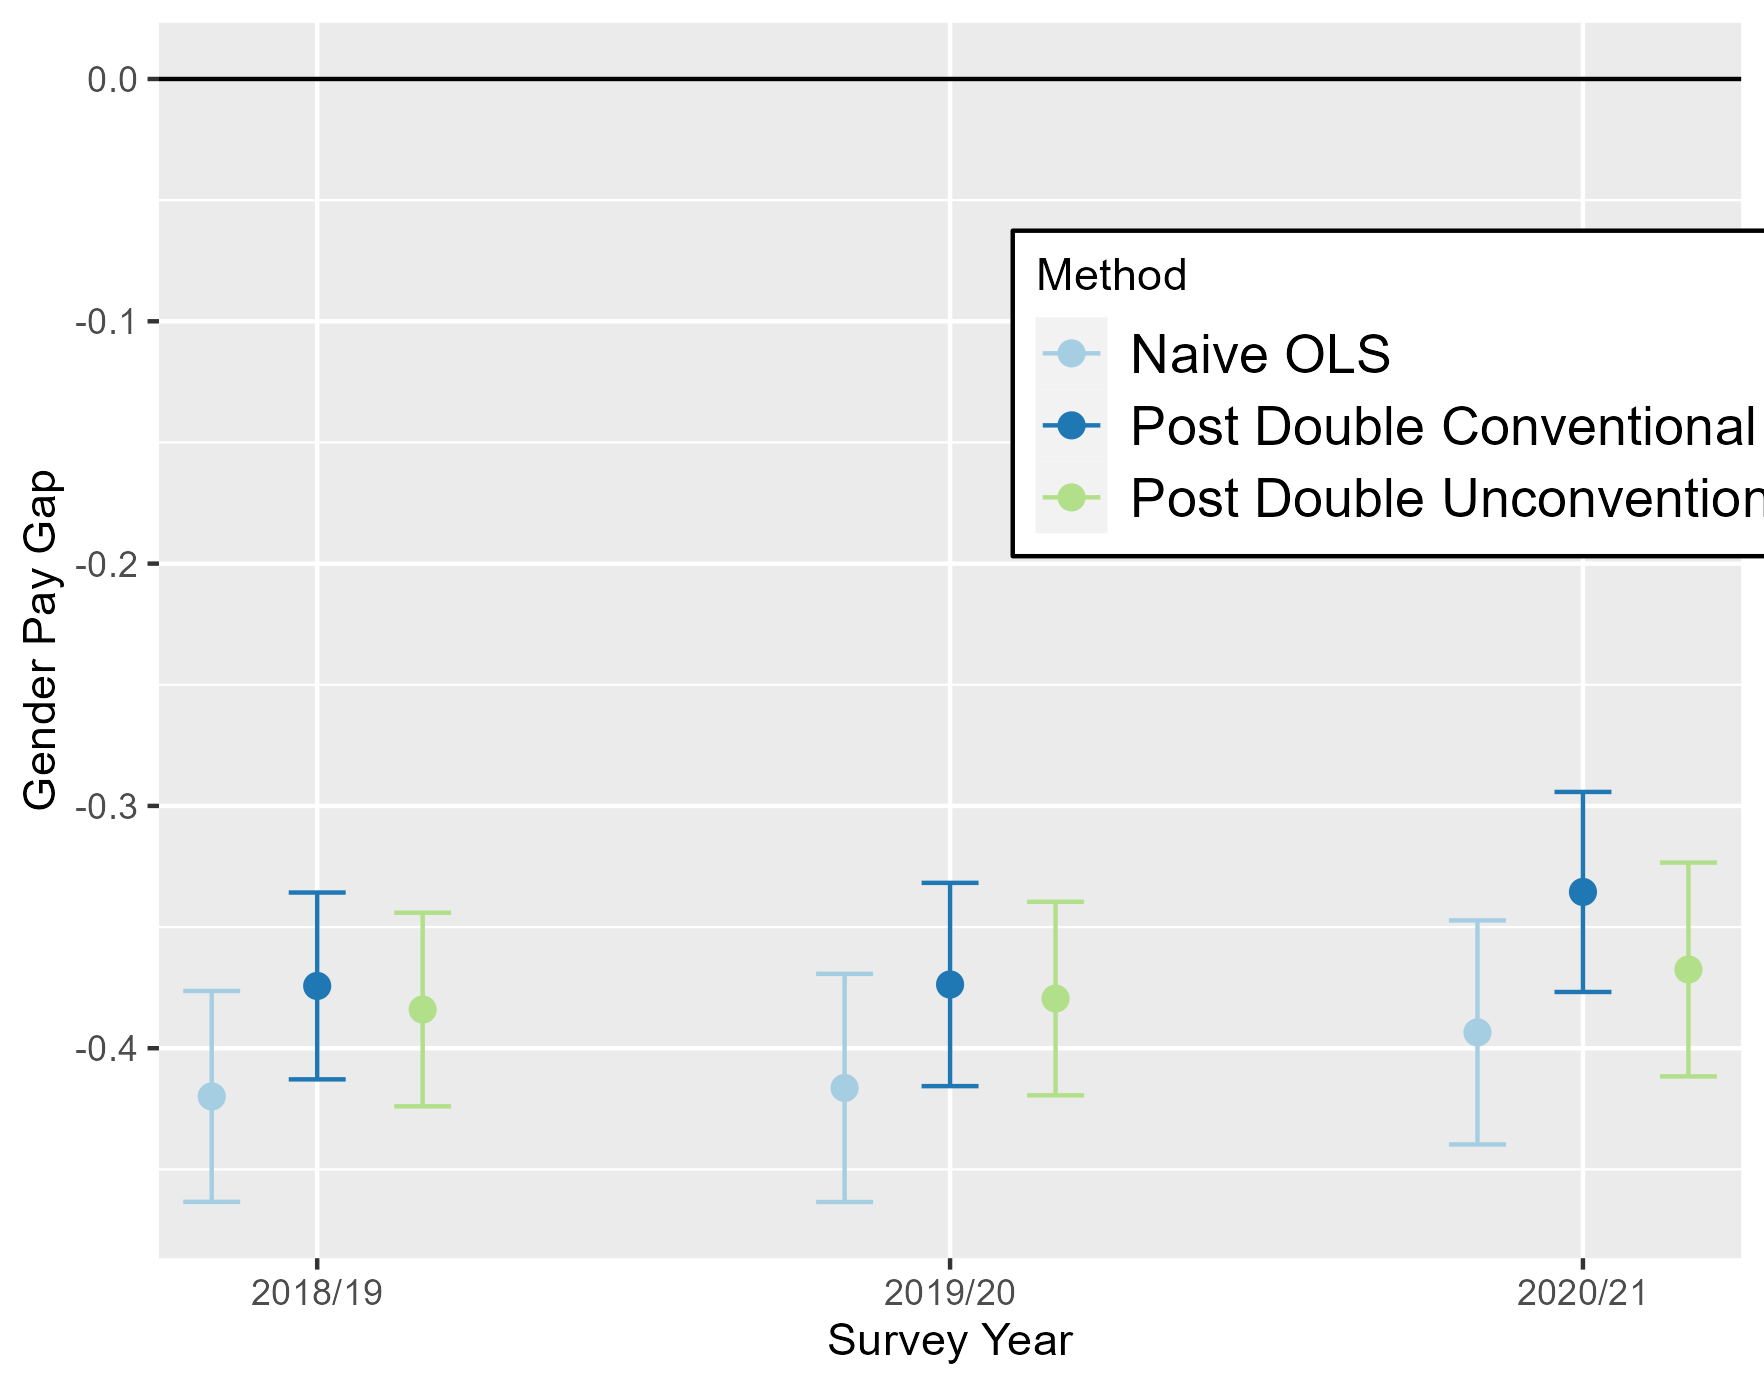 0.0
-0.1
-0.2
-0.3
-0.4
Gender Pay Gap
Method
Naive OLS
Post Double Conventional
Post Double Unconvention
2018/19
2019/20
2020/21
Survey Year